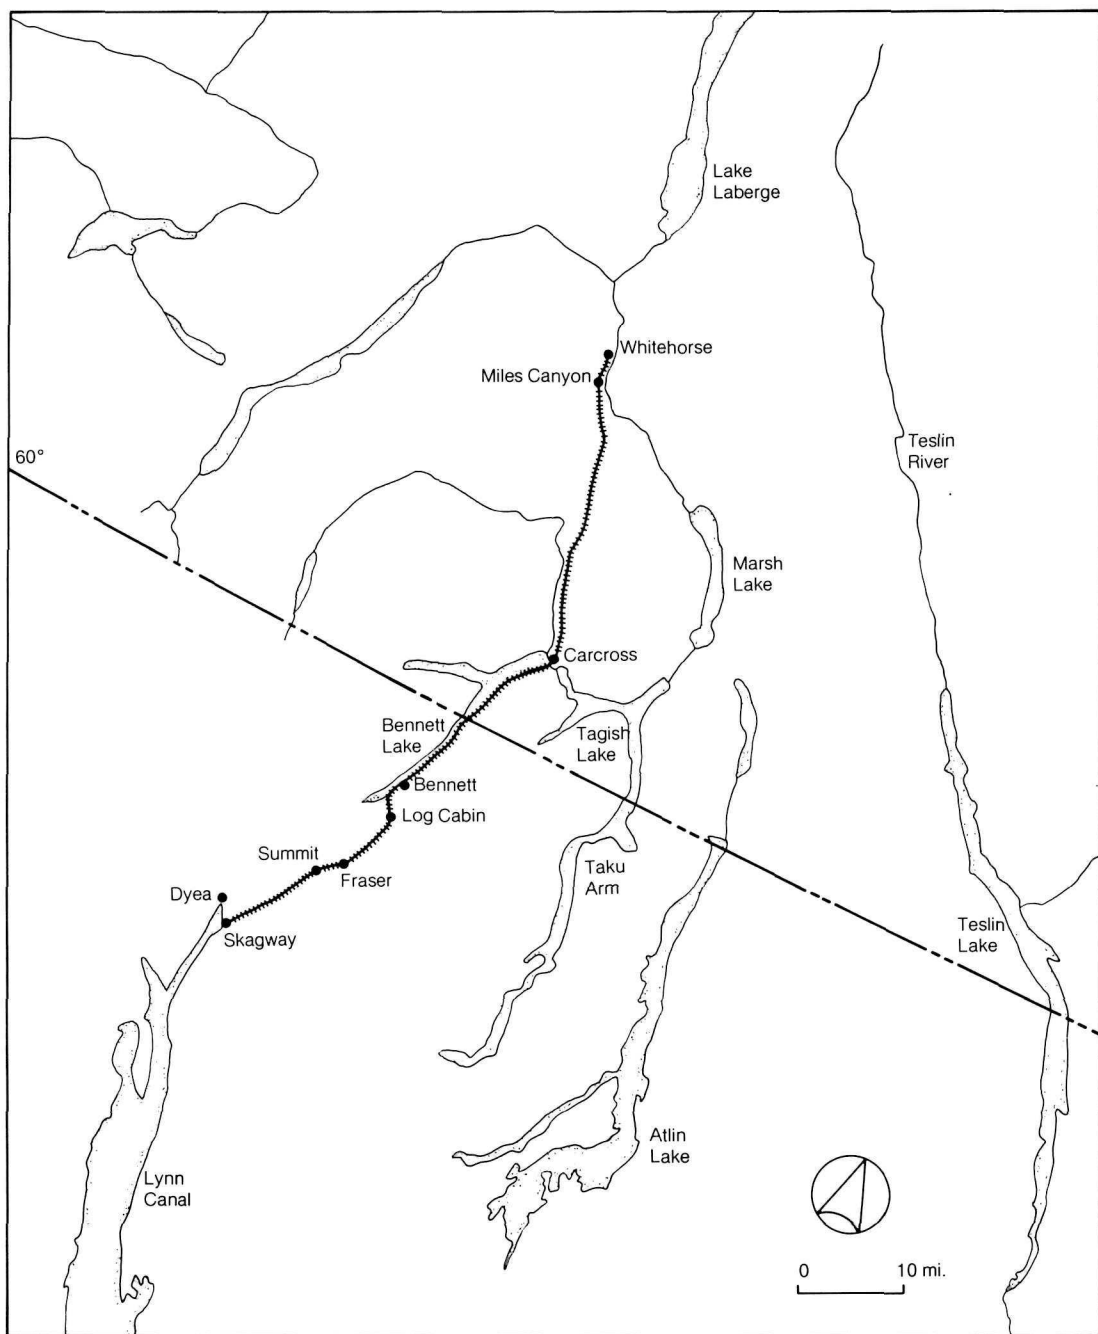 Lake
Laberge
Whitehorse
Miles Canyon
Teslin
River
60°
Marsh
Lake
Carcross
Bennett
Lake
Tagish
Lake
Bennett
Log Cabin
Summit
Fraser
Taku
Arm
Dyea
Skagway
Teslin
Lake
Atlin
Lake
Lynn
Canal
0 10 mi.